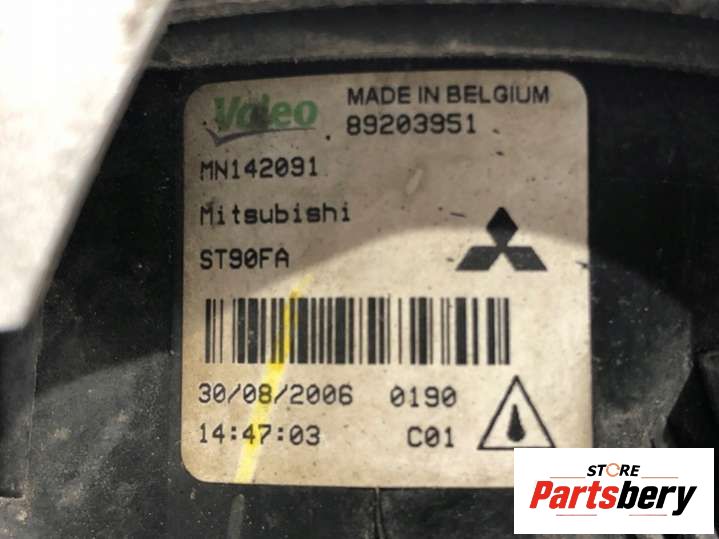 Valeo
MADE IN BELGIUM
89203951
MN142091
Mitsubishi
ST90FA
30/08/2006 0190
14:47:03 C01
STORE
Partsbery